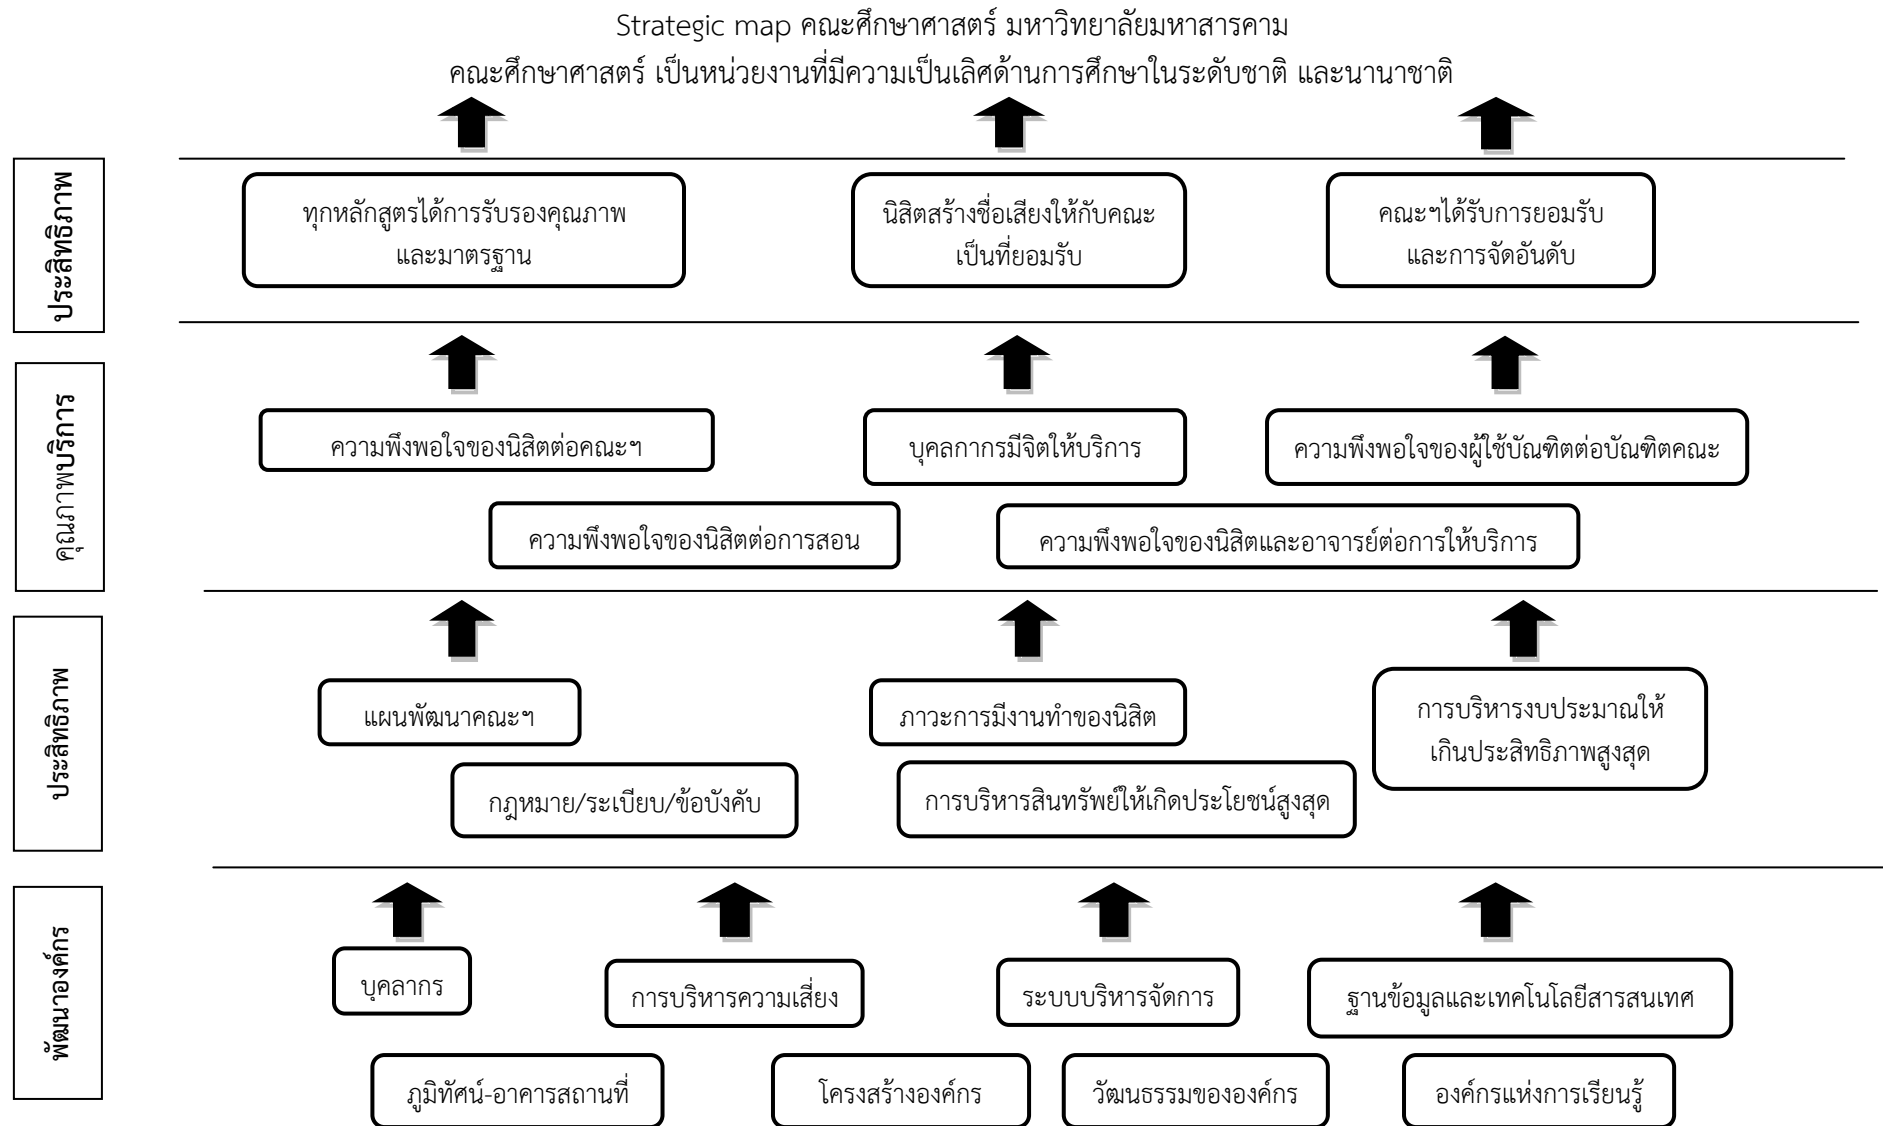 Strategic map คณะศึกษาศาสตร์ มหาวิทยาลัยมหาสารคาม
คณะศึกษาศาสตร์ เป็นหน่วยงานที่มีความเป็นเลิศด้านการศึกษาในระดับชาติ และนานาชาติ
ประสิทธิภาพ
ทุกหลักสูตรได้การรับรองคุณภาพ
และมาตรฐาน
นิสิตสร้างชื่อเสียงให้กับคณะ
เป็นที่ยอมรับ
คณะฯได้รับการยอมรับ
และการจัดอันดับ
คุณภาพบริการ
ความพึงพอใจของนิสิตต่อคณะฯ
บุคลกากรมีจิตให้บริการ
ความพึงพอใจของผู้ใช้บัณฑิตต่อบัณฑิตคณะ
ความพึงพอใจของนิสิตต่อการสอน
ความพึงพอใจของนิสิตและอาจารย์ต่อการให้บริการ
ประสิทธิภาพ
แผนพัฒนาคณะฯ
ภาวะการมีงานทำของนิสิต
การบริหารงบประมาณให้
เกินประสิทธิภาพสูงสุด
กฎหมาย/ระเบียบ/ข้อบังคับ
การบริหารสินทรัพย์ให้เกิดประโยชน์สูงสุด
พัฒนาองค์กร
บุคลากร
การบริหารความเสี่ยง
ระบบบริหารจัดการ
ฐานข้อมูลและเทคโนโลยีสารสนเทศ
ภูมิทัศน์-อาคารสถานที่
โครงสร้างองค์กร
วัฒนธรรมขององค์กร
องค์กรแห่งการเรียนรู้